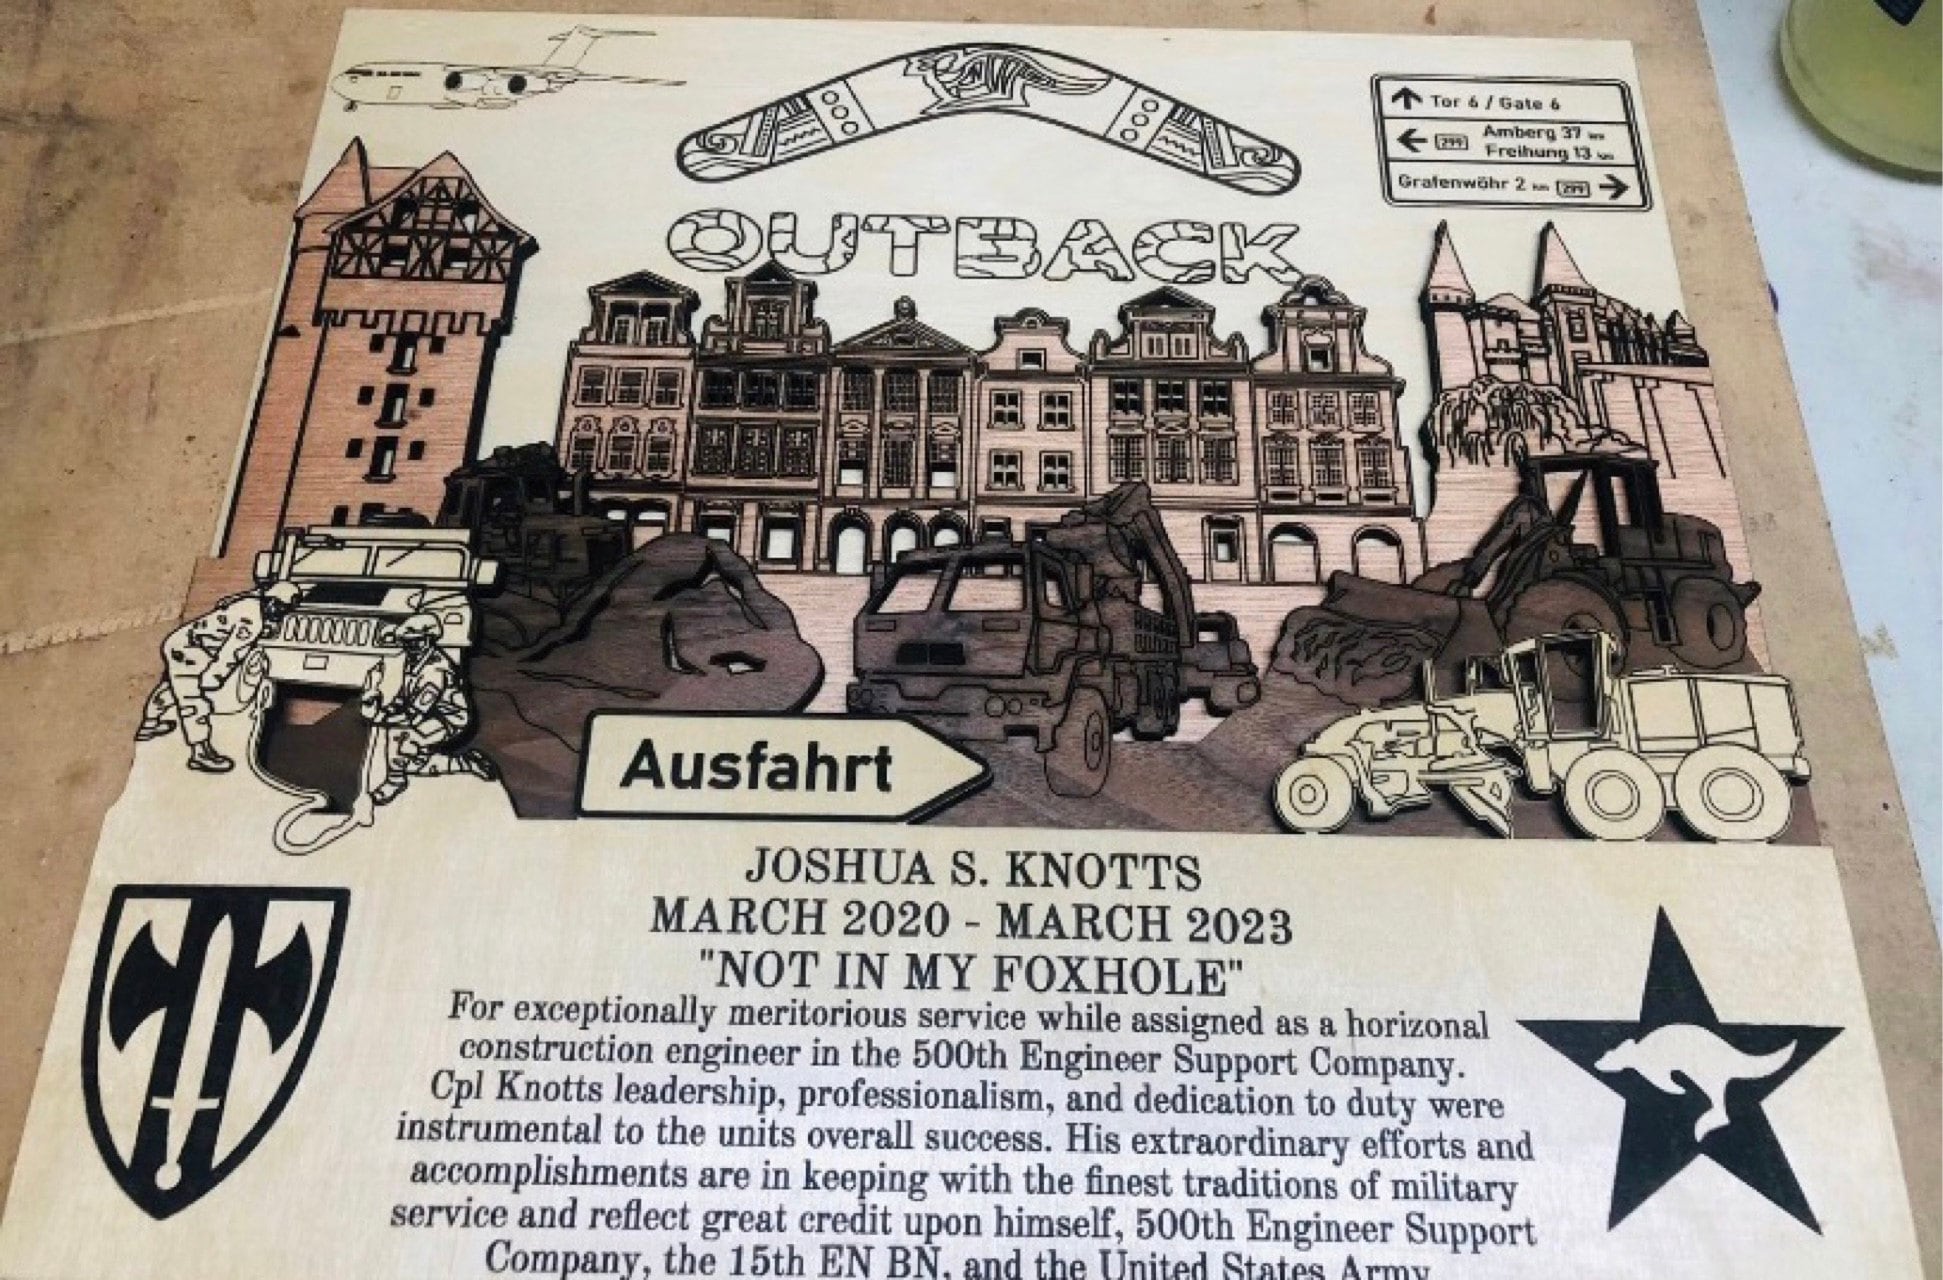 Tor 6 / Gate 6
299 Amberg 37 km
Freihung 13 km
Grafenwöhr 2 km 299
OUTBACK
Ausfahrt
JOSHUA S. KNOTTS
MARCH 2020 - MARCH 2023
"NOT IN MY FOXHOLE"
For exceptionally meritorious service while assigned as a horizonal
construction engineer in the 500th Engineer Support Company.
Cpl Knotts leadership, professionalism, and dedication to duty were
instrumental to the units overall success. His extraordinary efforts and
accomplishments are in keeping with the finest traditions of military
service and reflect great credit upon himself, 500th Engineer Support
Company, the 15th EN BN, and the United States Army